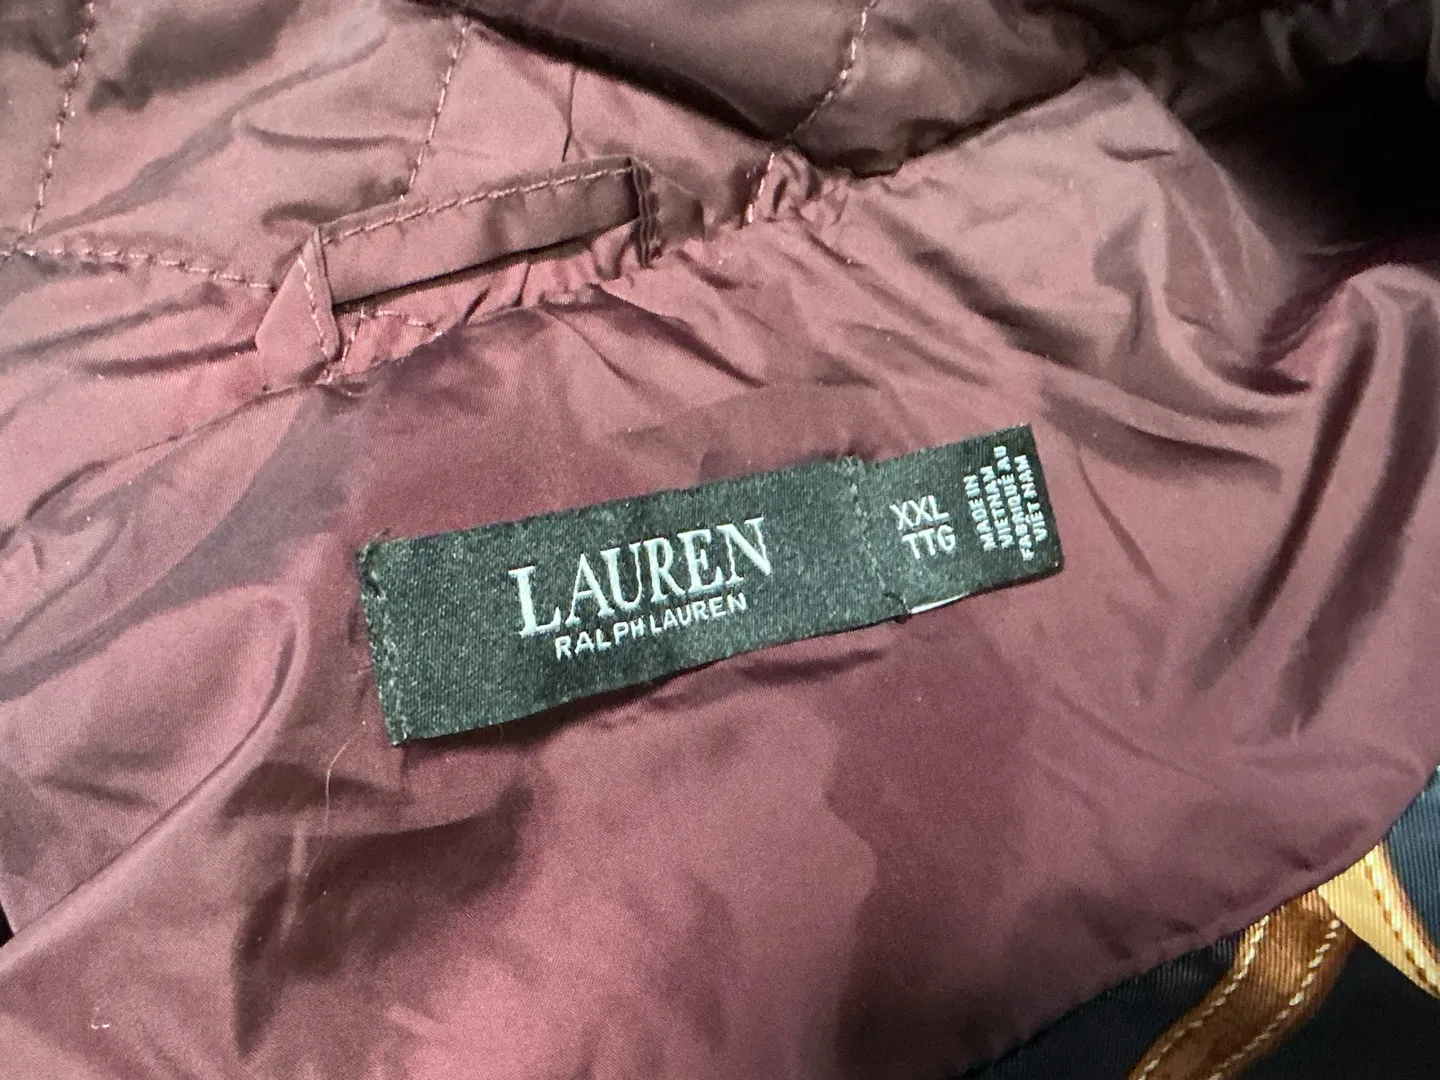 LAUREN
RALPH LAUREN
XXL
TTG
MADE IN
VIETNAM
FABRIQUÉ AU
VIET NAM